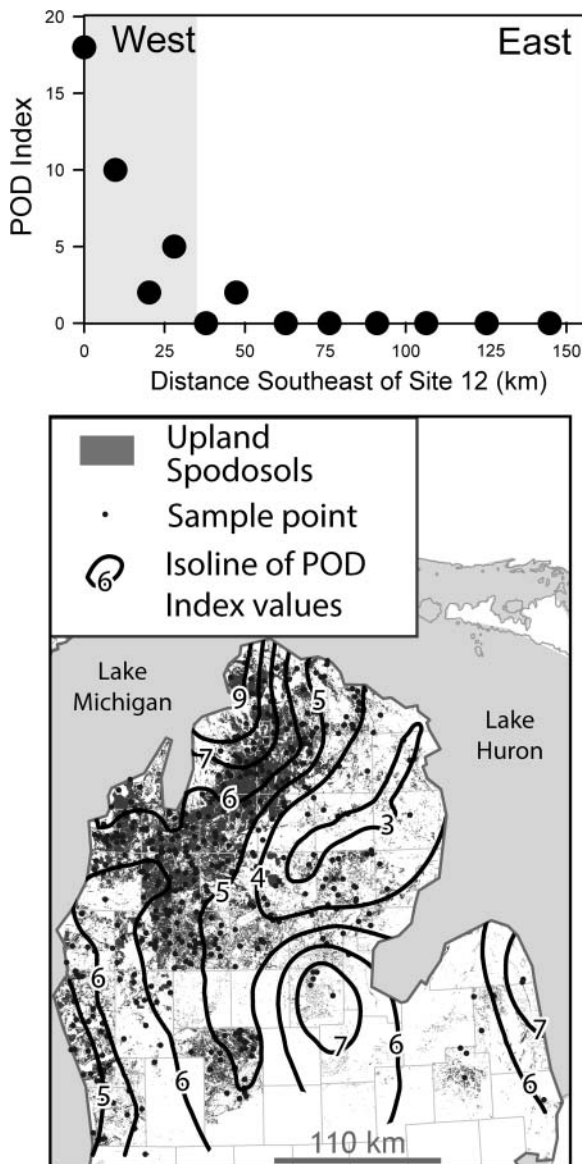 20
West
East
15
10
5
0
POD Index
0
25
50
75
100
125
150
Distance Southeast of Site 12 (km)
Upland
Spodosols
Sample point
6
Isoline of POD
Index values
Lake
Michigan
Lake
Huron
9
5
7
6
3
5
4
6
6
5
7
6
7
6
110 km